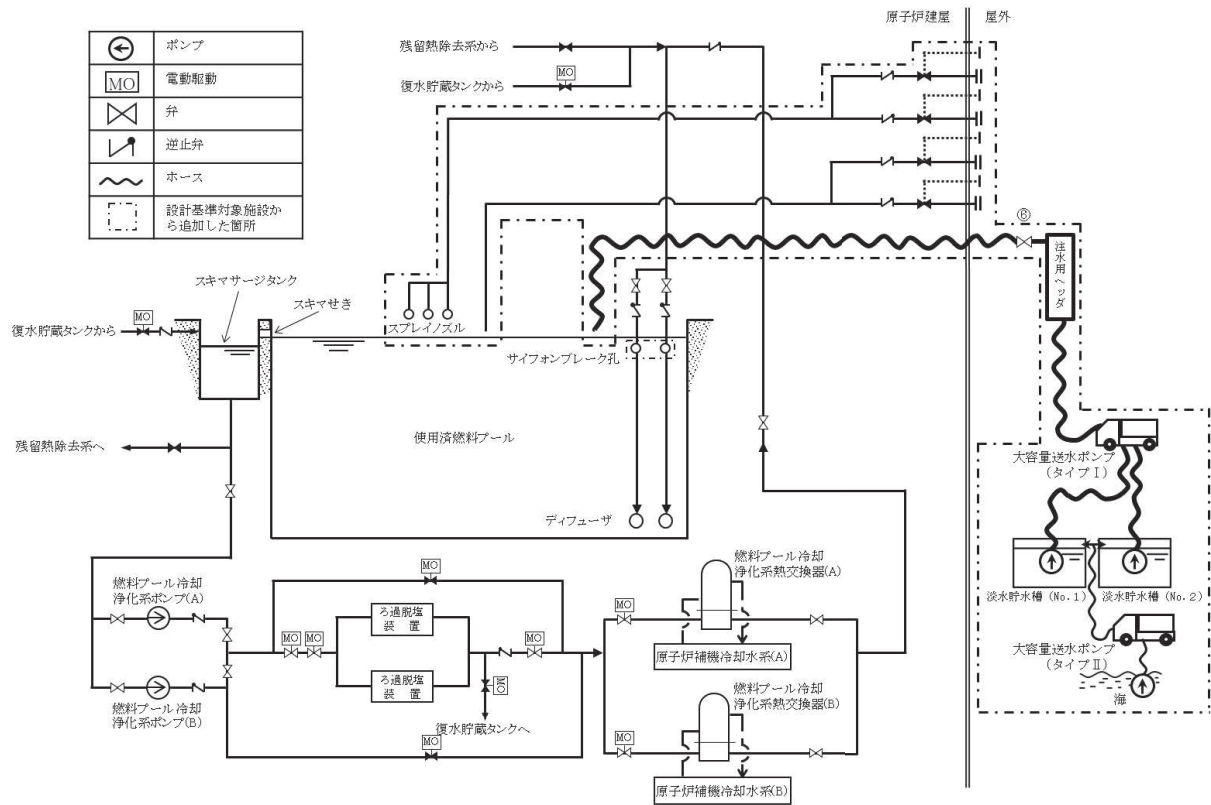 ポンプ
MO
電動駆動
弁
逆止弁
ホース
設計基準対象施設か
ら追加した箇所
原子炉建屋
屋外
残留熱除去系から
MO
復水貯蔵タンクから
⑥
注水用ヘッダ
スキマサージタンク
スキマせき
MO
復水貯蔵タンクから
スプレイノズル
サイフォンブレーク孔
残留熱除去系へ
使用済燃料プール
ディフューザ
大容量送水ポンプ
(タイプⅠ)
淡水貯水槽 (No.1)
淡水貯水槽 (No.2)
大容量送水ポンプ
(タイプⅡ)
海
燃料プール冷却
浄化系ポンプ(A)
燃料プール冷却
浄化系ポンプ(B)
MO
MO
MO
ろ過脱塩
装 置
ろ過脱塩
装 置
MO
MO
復水貯蔵タンクへ
MO
燃料プール冷却
浄化系熱交換器(A)
MO
原子炉補機冷却水系(A)
燃料プール冷却
浄化系熱交換器(B)
MO
原子炉補機冷却水系(B)